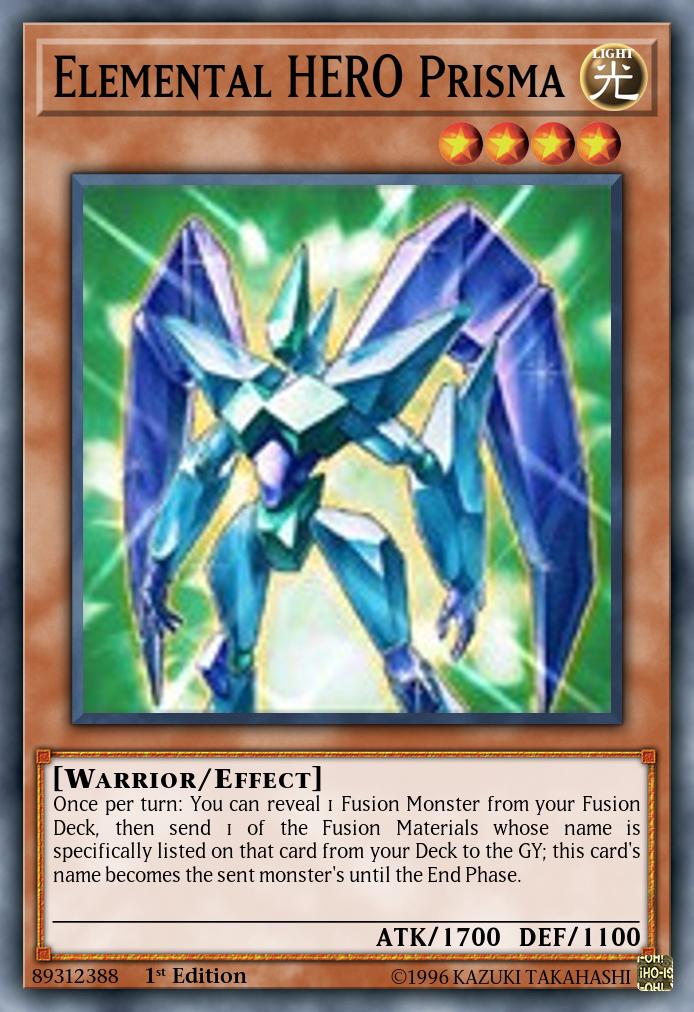 Elemental HERO Prisma
LIGHT
光
[Warrior/Effect]
Once per turn: You can reveal 1 Fusion Monster from your Fusion
Deck, then send 1 of the Fusion Materials whose name is
specifically listed on that card from your Deck to the GY; this card's
name becomes the sent monster's until the End Phase.
ATK/1700 DEF/1100
89312388 1st Edition ©1996 KAZUKI TAKAHASHI